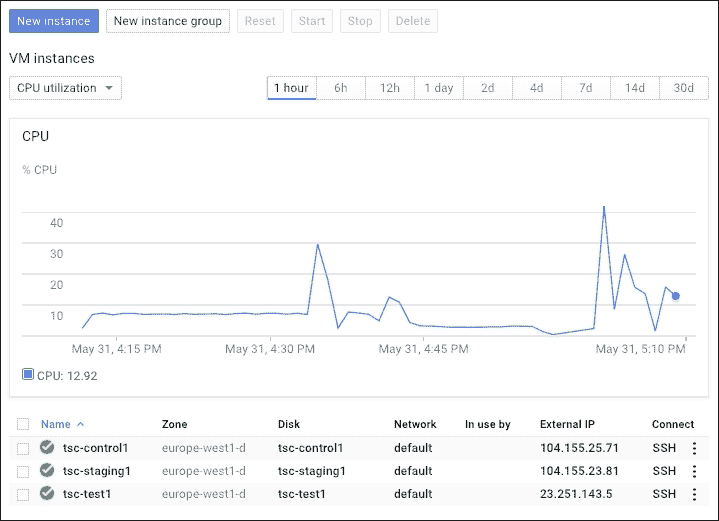 New instance New instance group Reset Start Stop Delete
VM instances
CPU utilization 1 hour 6h 12h 1 day 2d 4d 7d 14d 30d
CPU
% CPU
40
30
20
10
May 31, 4:15 PM May 31, 4:30 PM May 31, 4:45 PM May 31, 5:10 PM
CPU: 12.92
Name Zone Disk Network In use by External IP Connect
tsc-control1 europe-west1-d tsc-control1 default 104.155.25.71 SSH
tsc-staging1 europe-west1-d tsc-staging1 default 104.155.23.81 SSH
tsc-test1 europe-west1-d tsc-test1 default 23.251.143.5 SSH